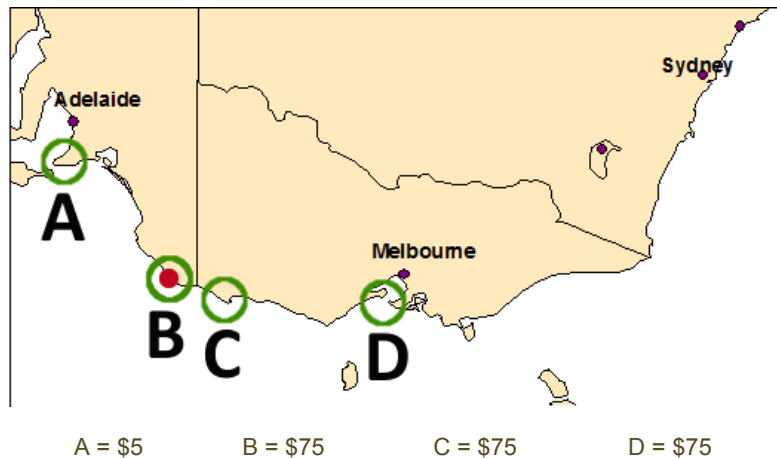 Sydney
Adelaide
A
Melbourne
B
C
D
A = $5 B = $75 C = $75 D = $75